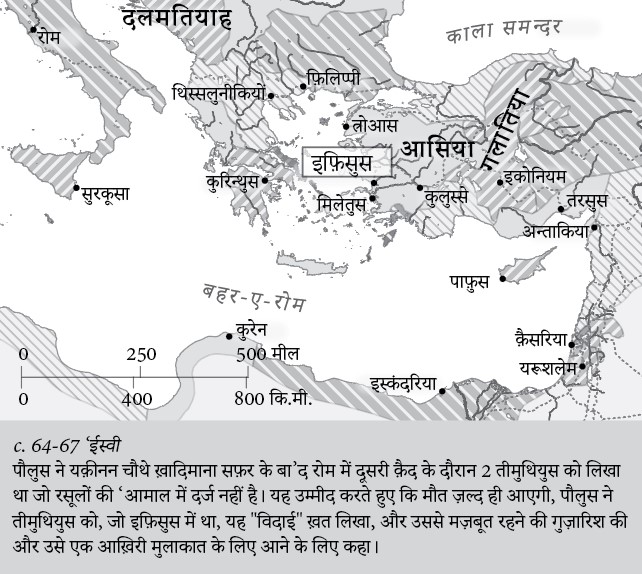 दलमतियाह
काला समन्दर
रोम
फ़िलिप्पी
थिस्सलुनीकियों
त्रोआस
आसिया
गलातिया
इफ़िसुस
इकोनियम
सुरकूसा
कुरिन्थुस
मिलेतुस
कुलुस्से
तरसुस
अन्ताकिया
पाफ़ुस
बहर-ए-रोम
कुरेन
क़ैसरिया
यरूशलेम
इस्कंदरिया
0 250 500 मील
0 400 800 कि.मी.
c. 64-67 ‘ईस्वी
पौलुस ने यक़ीनन चौथे ख़ादिमाना सफ़र के बा’द रोम में दूसरी क़ैद के दौरान 2 तीमुथियुस को लिखा
था जो रसूलों की ‘आमाल में दर्ज नहीं है। यह उम्मीद करते हुए कि मौत ज़ल्द ही आएगी, पौलुस ने
तीमुथियुस को, जो इफ़िसुस में था, यह "विदाई" ख़त लिखा, और उससे मज़बूत रहने की गुज़ारिश की
और उसे एक आख़िरी मुलाकात के लिए आने के लिए कहा।